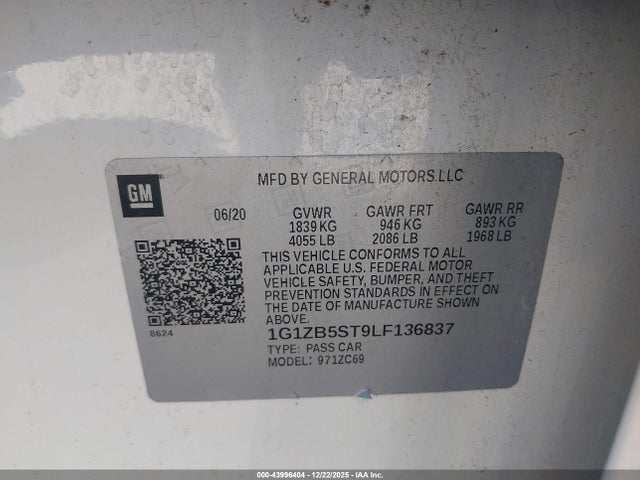 MFD BY GENERAL MOTORS LLC
GM
06/20 GVWR GAWR FRT GAWR RR
1839 KG 946 KG 893 KG
4055 LB 2086 LB 1968 LB
THIS VEHICLE CONFORMS TO ALL
APPLICABLE U.S. FEDERAL MOTOR
VEHICLE SAFETY, BUMPER, AND THEFT
PREVENTION STANDARDS IN EFFECT ON
THE DATE OF MANUFACTURE SHOWN
ABOVE.
8624
1G1ZB5ST9LF136837
TYPE: PASS CAR
MODEL: 971ZC69
000-43996404 - 12/22/2025 - IAA Inc.